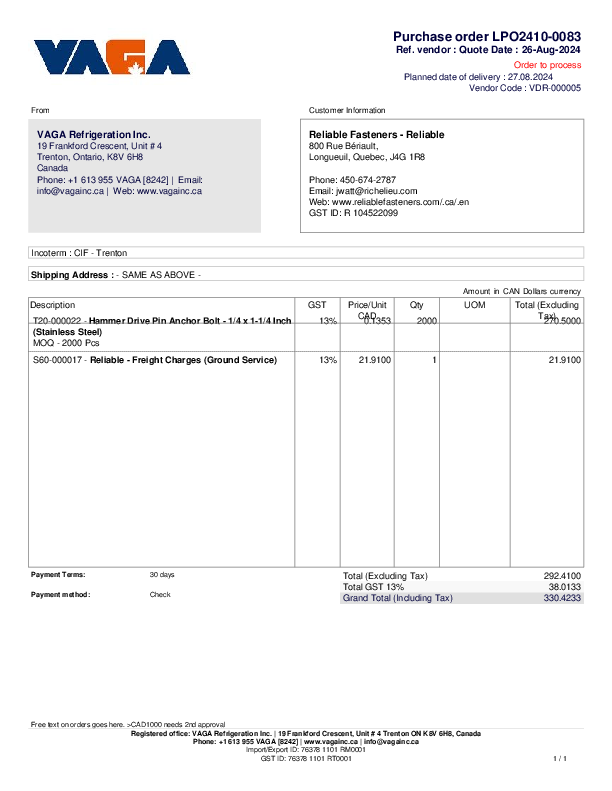 VAGA
Purchase order LPO2410-0083
Ref. vendor : Quote Date : 26-Aug-2024
Order to process
Planned date of delivery : 27.08.2024
Vendor Code : VDR-000005
From
VAGA Refrigeration Inc.
19 Frankford Crescent, Unit # 4
Trenton, Ontario, K8V 6H8
Canada
Phone: +1 613 955 VAGA [8242] | Email:
info@vagainc.ca | Web: www.vagainc.ca
Customer Information
Reliable Fasteners - Reliable
800 Rue Bériault,
Longueuil, Quebec, J4G 1R8
Phone: 450-674-2787
Email: jwatt@richelieu.com
Web: www.reliablefasteners.com/.ca/.en
GST ID: R 104522099
Incoterm : CIF - Trenton
Shipping Address : - SAME AS ABOVE -
Amount in CAN Dollars currency
Description GST Price/Unit CAD Qty UOM Total (Excluding Tax)
T20-000022 - Hammer Drive Pin Anchor Bolt - 1/4 x 1-1/4 Inch 13% 0.1353 2000 270.5000
(Stainless Steel)
MOQ - 2000 Pcs
S60-000017 - Reliable - Freight Charges (Ground Service) 13% 21.9100 1 21.9100
Payment Terms: 30 days
Payment method: Check
Total (Excluding Tax) 292.4100
Total GST 13% 38.0133
Grand Total (Including Tax) 330.4233
Free text on orders goes here. >CAD1000 needs 2nd approval
Registered office: VAGA Refrigeration Inc. | 19 Frankford Crescent, Unit # 4 Trenton ON K8V 6H8, Canada
Phone: +1 613 955 VAGA [8242] | www.vagainc.ca | info@vagainc.ca
Import/Export ID: 76378 1101 RM0001
GST ID: 76378 1101 RT0001
1 / 1